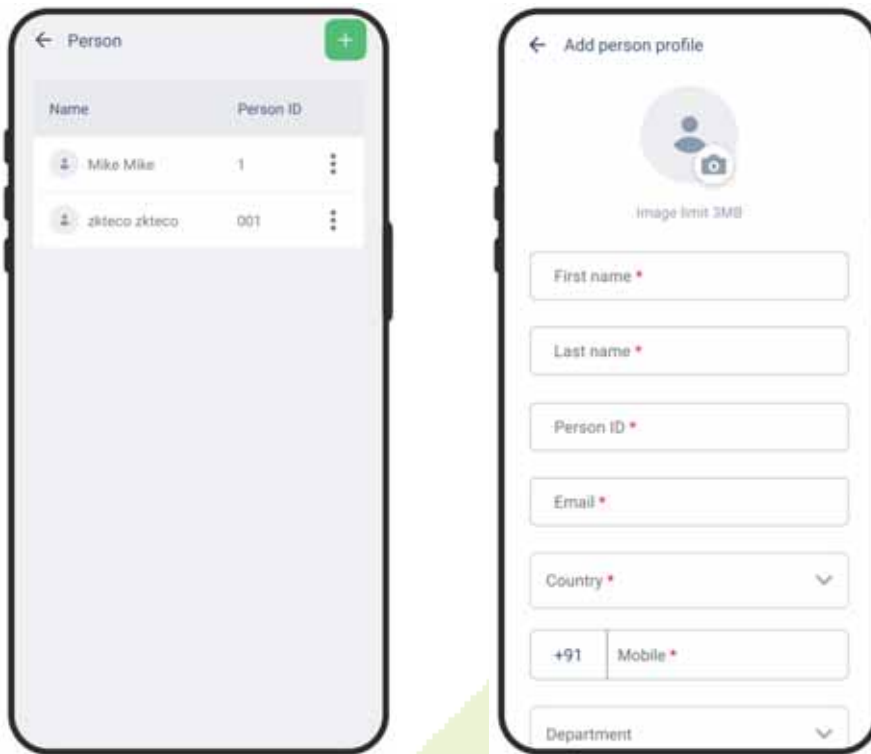 ← Person +
Name Person ID
Mike Mike 1
zkteco zkteco 001
← Add person profile
Image limit 3MB
First name *
Last name *
Person ID *
Email *
Country *
+91 Mobile *
Department